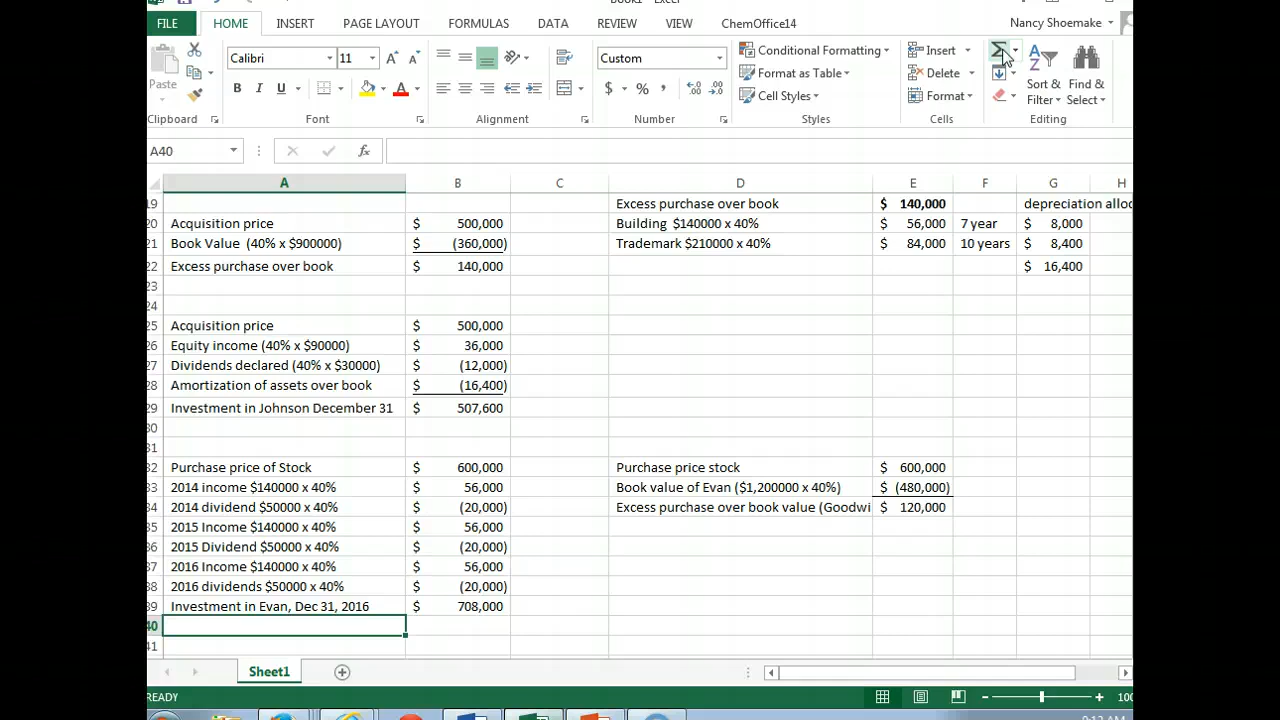 Book1 - Excel
FILE HOME INSERT PAGE LAYOUT FORMULAS DATA REVIEW VIEW ChemOffice14 Nancy Shoemake
Paste Calibri 11 A A Custom Conditional Formatting Insert
B I U A $ % , Format as Table Delete Sort & Find &
Cell Styles Format Filter Select
Clipboard Font Alignment Number Styles Cells Editing
A40 fx
A B C D E F G H
19 Excess purchase over book $ 140,000 depreciation alloc
20 Acquisition price $ 500,000 Building $140000 x 40% $ 56,000 7 year $ 8,000
21 Book Value (40% x $900000) $ (360,000) Trademark $210000 x 40% $ 84,000 10 years $ 8,400
22 Excess purchase over book $ 140,000 $ 16,400
23
24
25 Acquisition price $ 500,000
26 Equity income (40% x $90000) $ 36,000
27 Dividends declared (40% x $30000) $ (12,000)
28 Amortization of assets over book $ (16,400)
29 Investment in Johnson December 31 $ 507,600
30
31
32 Purchase price of Stock $ 600,000 Purchase price stock $ 600,000
33 2014 income $140000 x 40% $ 56,000 Book value of Evan ($1,200000 x 40%) $ (480,000)
34 2014 dividend $50000 x 40% $ (20,000) Excess purchase over book value (Goodwi $ 120,000
35 2015 Income $140000 x 40% $ 56,000
36 2015 Dividend $50000 x 40% $ (20,000)
37 2016 Income $140000 x 40% $ 56,000
38 2016 dividends $50000 x 40% $ (20,000)
39 Investment in Evan, Dec 31, 2016 $ 708,000
40
41
Sheet1
READY 100